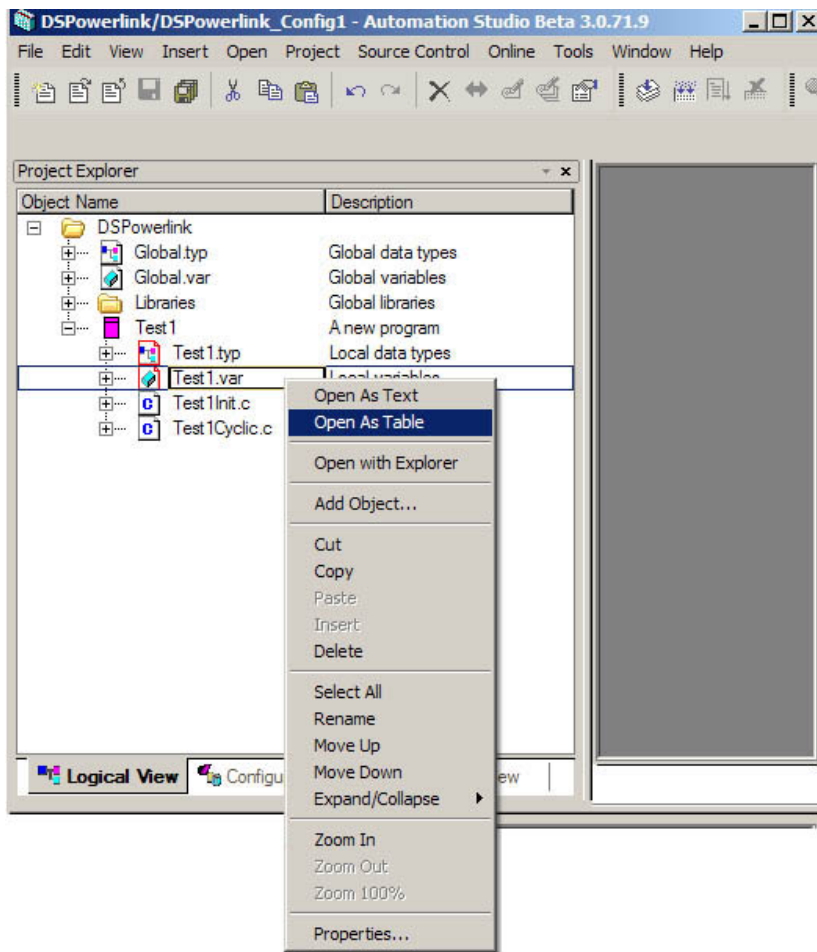 DSPowerlink/DSPowerlink_Config1 - Automation Studio Beta 3.0.71.9
File Edit View Insert Open Project Source Control Online Tools Window Help
Project Explorer
Object Name Description
DSPowerlink
Global.typ Global data types
Global.var Global variables
Libraries Global libraries
Test1 A new program
Test1.typ Local data types
Test1.var Local variables
Test1Init.c
Test1Cyclic.c
Open As Text
Open As Table
Open with Explorer
Add Object...
Cut
Copy
Paste
Insert
Delete
Select All
Rename
Move Up
Move Down
Expand/Collapse
Zoom In
Zoom Out
Zoom 100%
Properties...
Logical View Configu ew